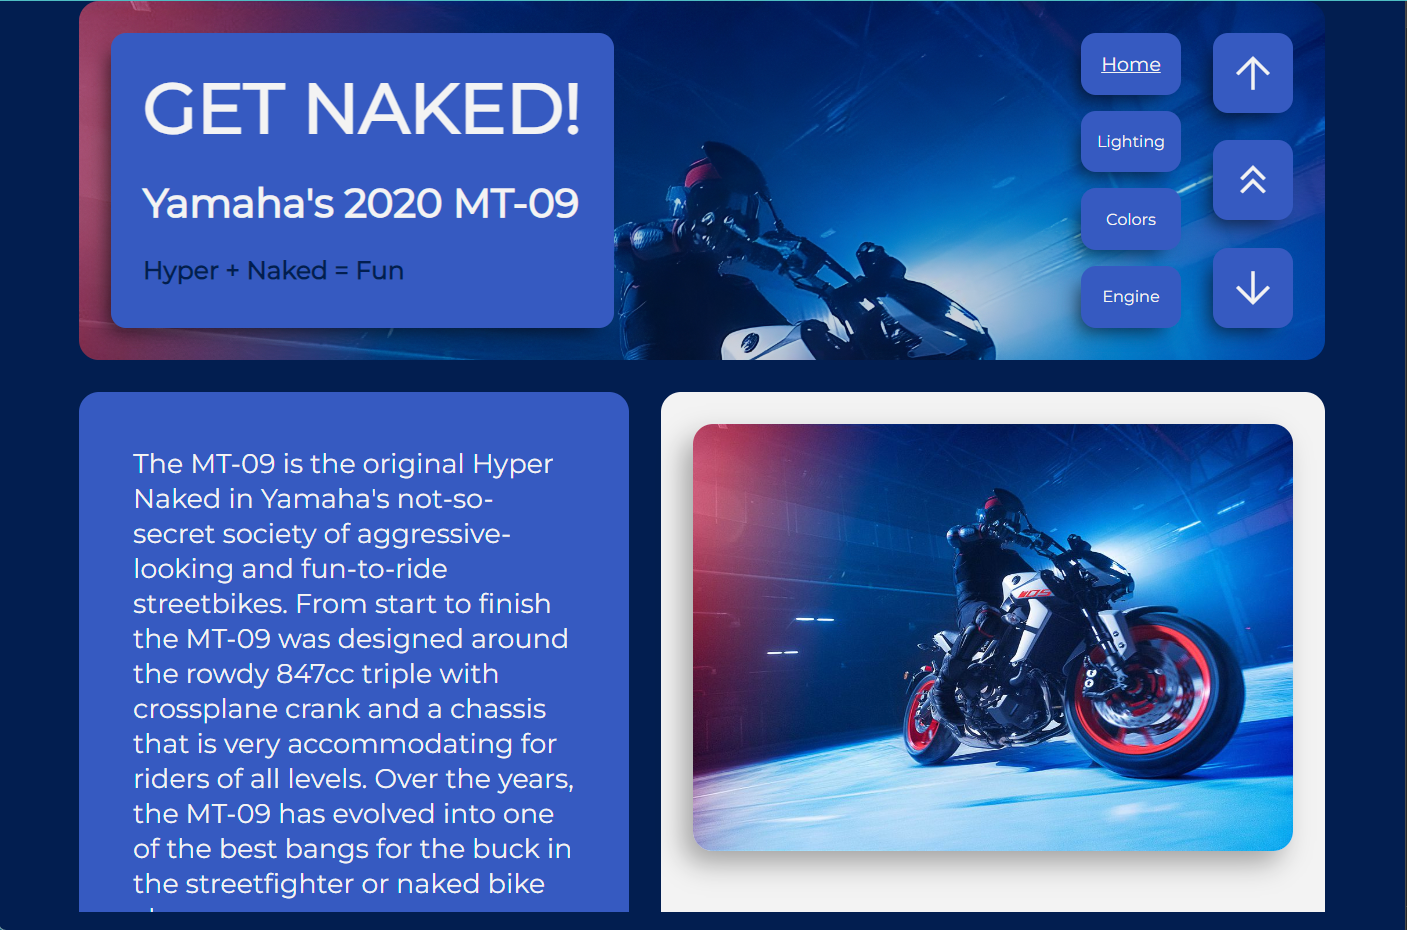 GET NAKED!
Yamaha's 2020 MT-09
Hyper + Naked = Fun
Home
Lighting
Colors
Engine
The MT-09 is the original Hyper
Naked in Yamaha's not-so-
secret society of aggressive-
looking and fun-to-ride
streetbikes. From start to finish
the MT-09 was designed around
the rowdy 847cc triple with
crossplane crank and a chassis
that is very accommodating for
riders of all levels. Over the years,
the MT-09 has evolved into one
of the best bangs for the buck in
the streetfighter or naked bike